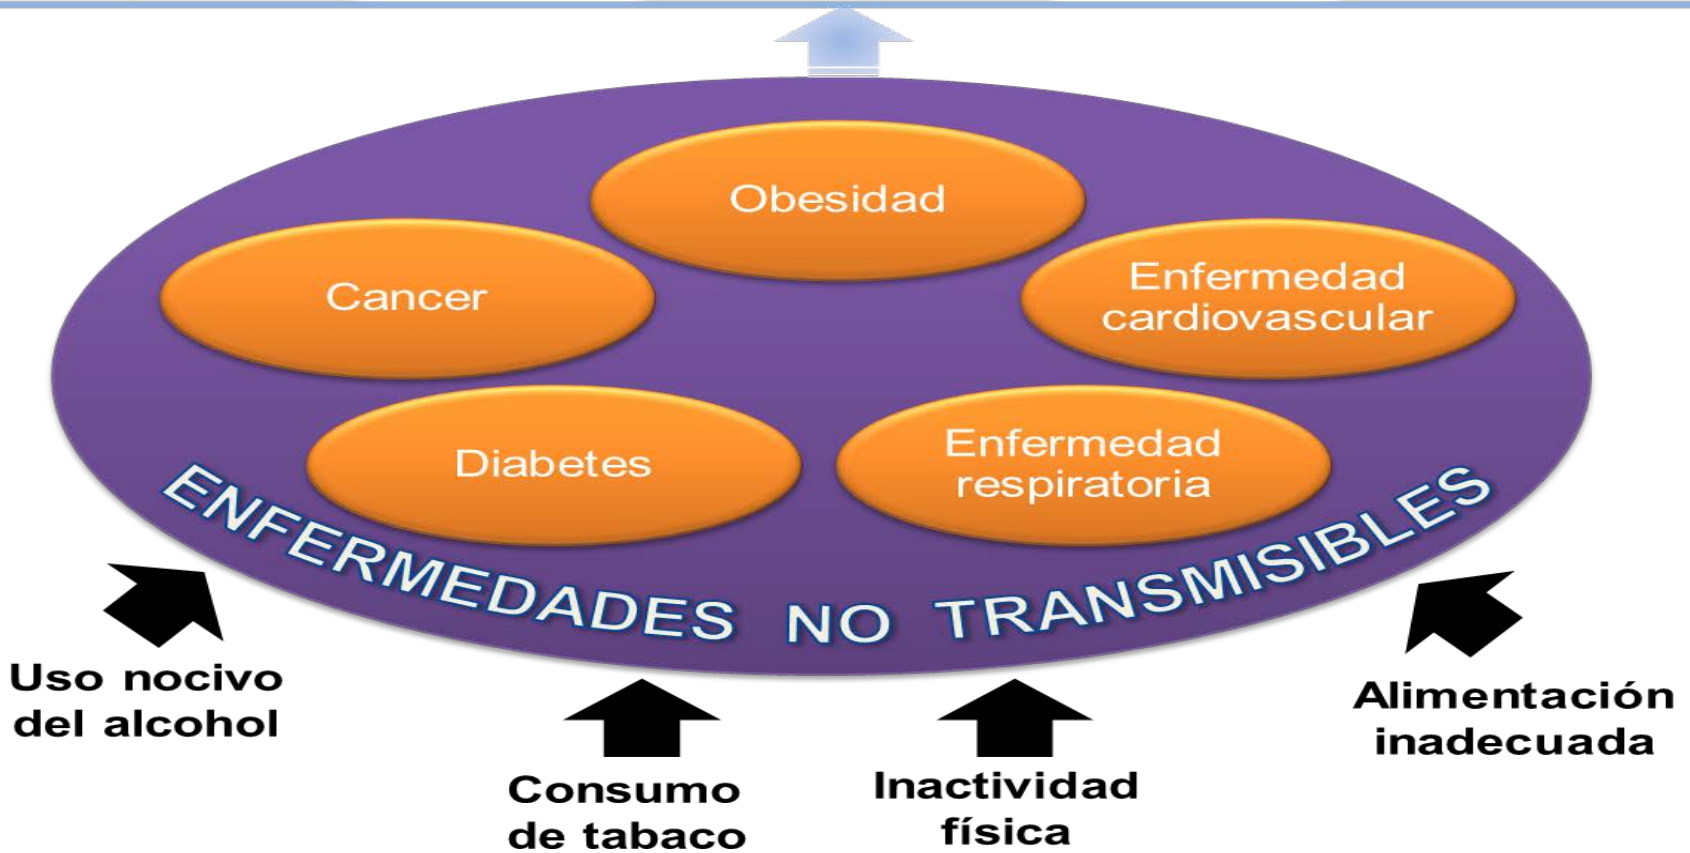 Obesidad
Cancer
Enfermedad
cardiovascular
Diabetes
Enfermedad
respiratoria
ENFERMEDADES NO TRANSMISIBLES
Uso nocivo
del alcohol
Consumo
de tabaco
Inactividad
física
Alimentación
inadecuada